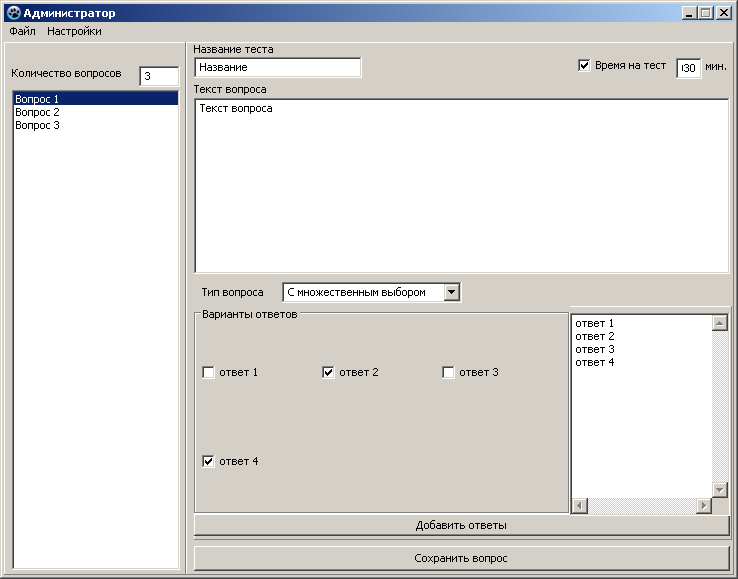 Администратор
Файл Настройки
Количество вопросов 3
Вопрос 1
Вопрос 2
Вопрос 3
Название теста
Название
Время на тест 30 мин.
Текст вопроса
Текст вопроса
Тип вопроса С множественным выбором
Варианты ответов
ответ 1 ответ 2 ответ 3
ответ 4
ответ 1
ответ 2
ответ 3
ответ 4
Добавить ответы
Сохранить вопрос